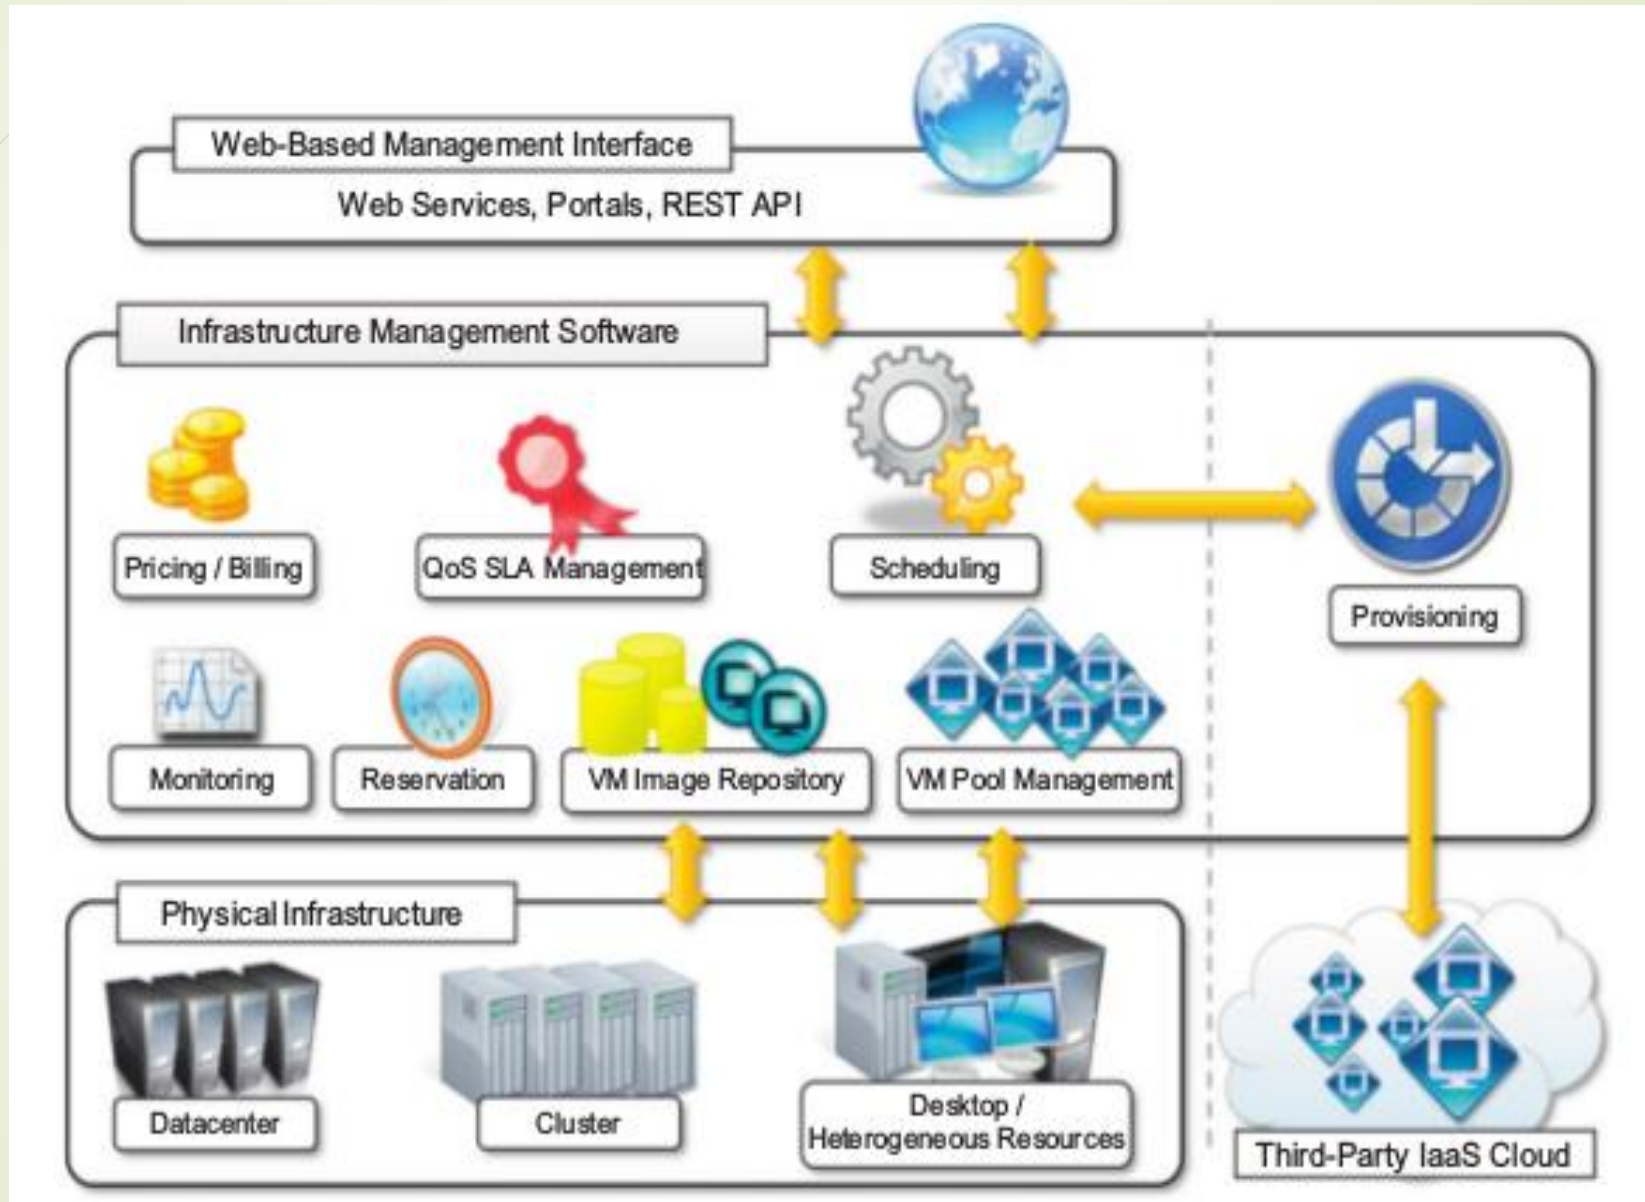 Web-Based Management Interface
Web Services, Portals, REST API
Infrastructure Management Software
Pricing / Billing
QoS SLA Management
Scheduling
Provisioning
Monitoring
Reservation
VM Image Repository
VM Pool Management
Physical Infrastructure
Datacenter
Cluster
Desktop /
Heterogeneous Resources
Third-Party IaaS Cloud